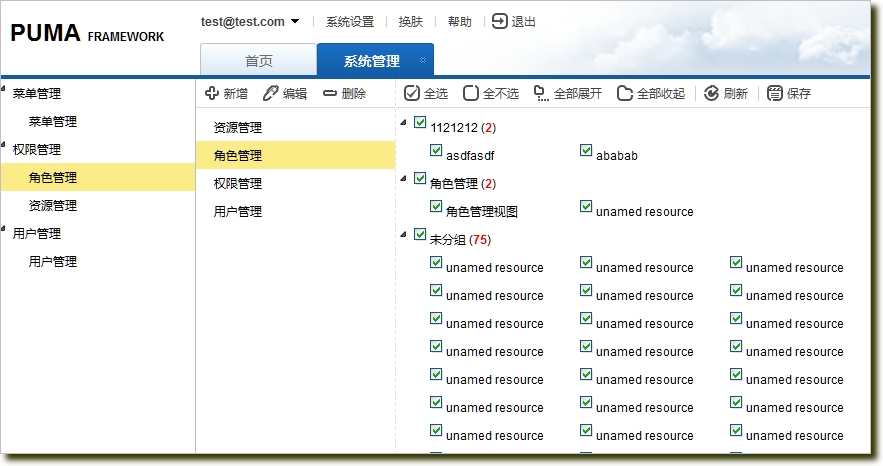 PUMA FRAMEWORK
test@test.com 系统设置 换肤 帮助 退出
首页 系统管理
菜单管理
菜单管理
权限管理
角色管理
资源管理
用户管理
用户管理
新增 编辑 删除
资源管理
角色管理
权限管理
用户管理
全选 全不选 全部展开 全部收起 刷新 保存
1121212 (2)
asdfasdf ababab
角色管理 (2)
角色管理视图 unamed resource
未分组 (75)
unamed resource unamed resource unamed resource
unamed resource unamed resource unamed resource
unamed resource unamed resource unamed resource
unamed resource unamed resource unamed resource
unamed resource unamed resource unamed resource
unamed resource unamed resource unamed resource
unamed resource unamed resource unamed resource